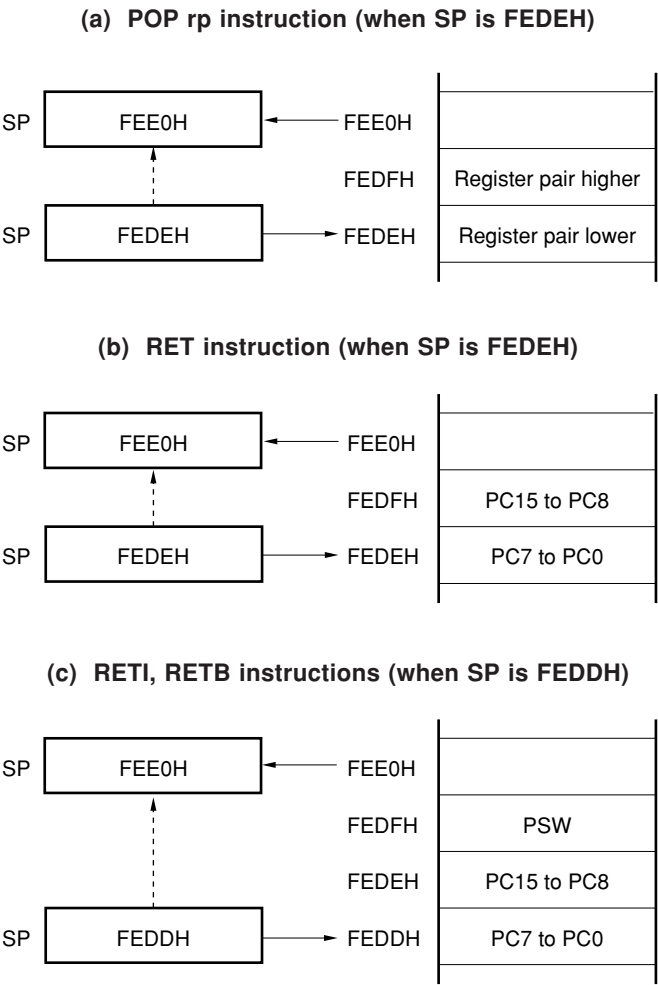 (a) POP rp instruction (when SP is FEDEH)
SP FEE0H FEE0H
FEDFH Register pair higher
SP FEDEH FEDEH Register pair lower
(b) RET instruction (when SP is FEDEH)
SP FEE0H FEE0H
FEDFH PC15 to PC8
SP FEDEH FEDEH PC7 to PC0
(c) RETI, RETB instructions (when SP is FEDDH)
SP FEE0H FEE0H
FEDFH PSW
FEDEH PC15 to PC8
SP FEDDH FEDDH PC7 to PC0